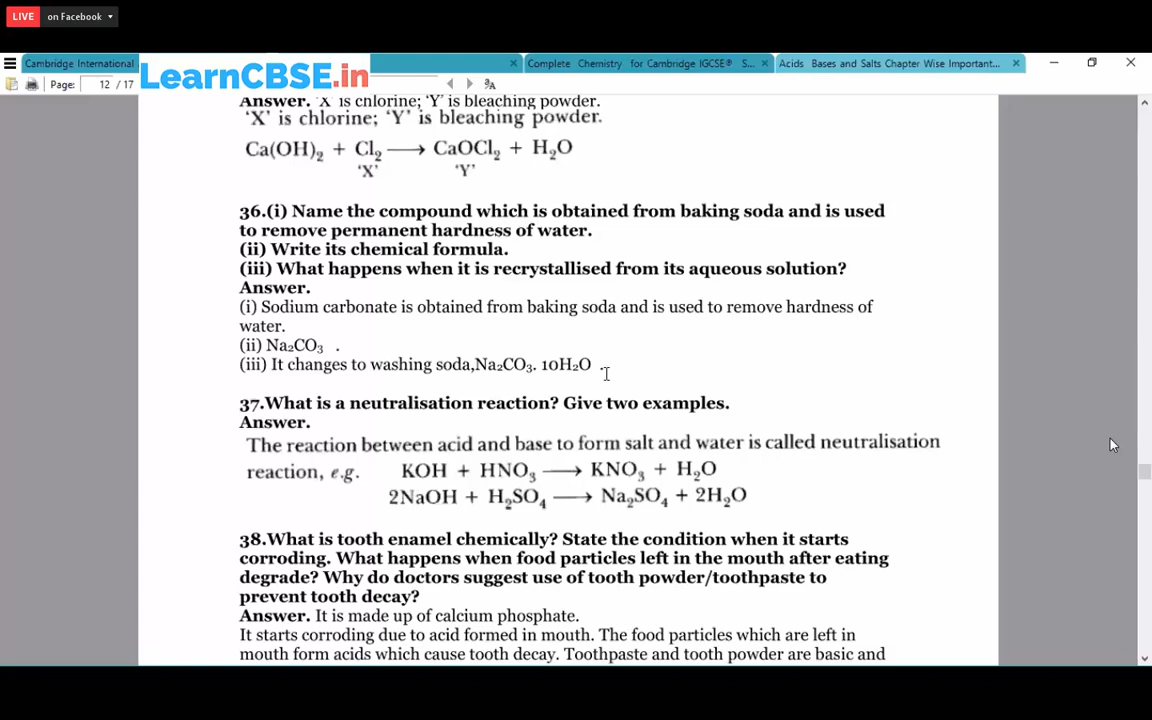 LIVE on Facebook
Cambridge International
Complete Chemistry for Cambridge IGCSE® S...
Acids Bases and Salts Chapter Wise Important...
LearnCBSE.in
Page: 12 / 17
Answer. 'X' is chlorine; 'Y' is bleaching powder.
'X' is chlorine; 'Y' is bleaching powder.
Ca(OH)₂ + Cl₂ ⟶ CaOCl₂ + H₂O
'X' 'Y'
36.(i) Name the compound which is obtained from baking soda and is used
to remove permanent hardness of water.
(ii) Write its chemical formula.
(iii) What happens when it is recrystallised from its aqueous solution?
Answer.
(i) Sodium carbonate is obtained from baking soda and is used to remove hardness of
water.
(ii) Na₂CO₃ .
(iii) It changes to washing soda,Na₂CO₃. 10H₂O .
37.What is a neutralisation reaction? Give two examples.
Answer.
The reaction between acid and base to form salt and water is called neutralisation
reaction, e.g. KOH + HNO₃ ⟶ KNO₃ + H₂O
2NaOH + H₂SO₄ ⟶ Na₂SO₄ + 2H₂O
38.What is tooth enamel chemically? State the condition when it starts
corroding. What happens when food particles left in the mouth after eating
degrade? Why do doctors suggest use of tooth powder/toothpaste to
prevent tooth decay?
Answer. It is made up of calcium phosphate.
It starts corroding due to acid formed in mouth. The food particles which are left in
mouth form acids which cause tooth decay. Toothpaste and tooth powder are basic and